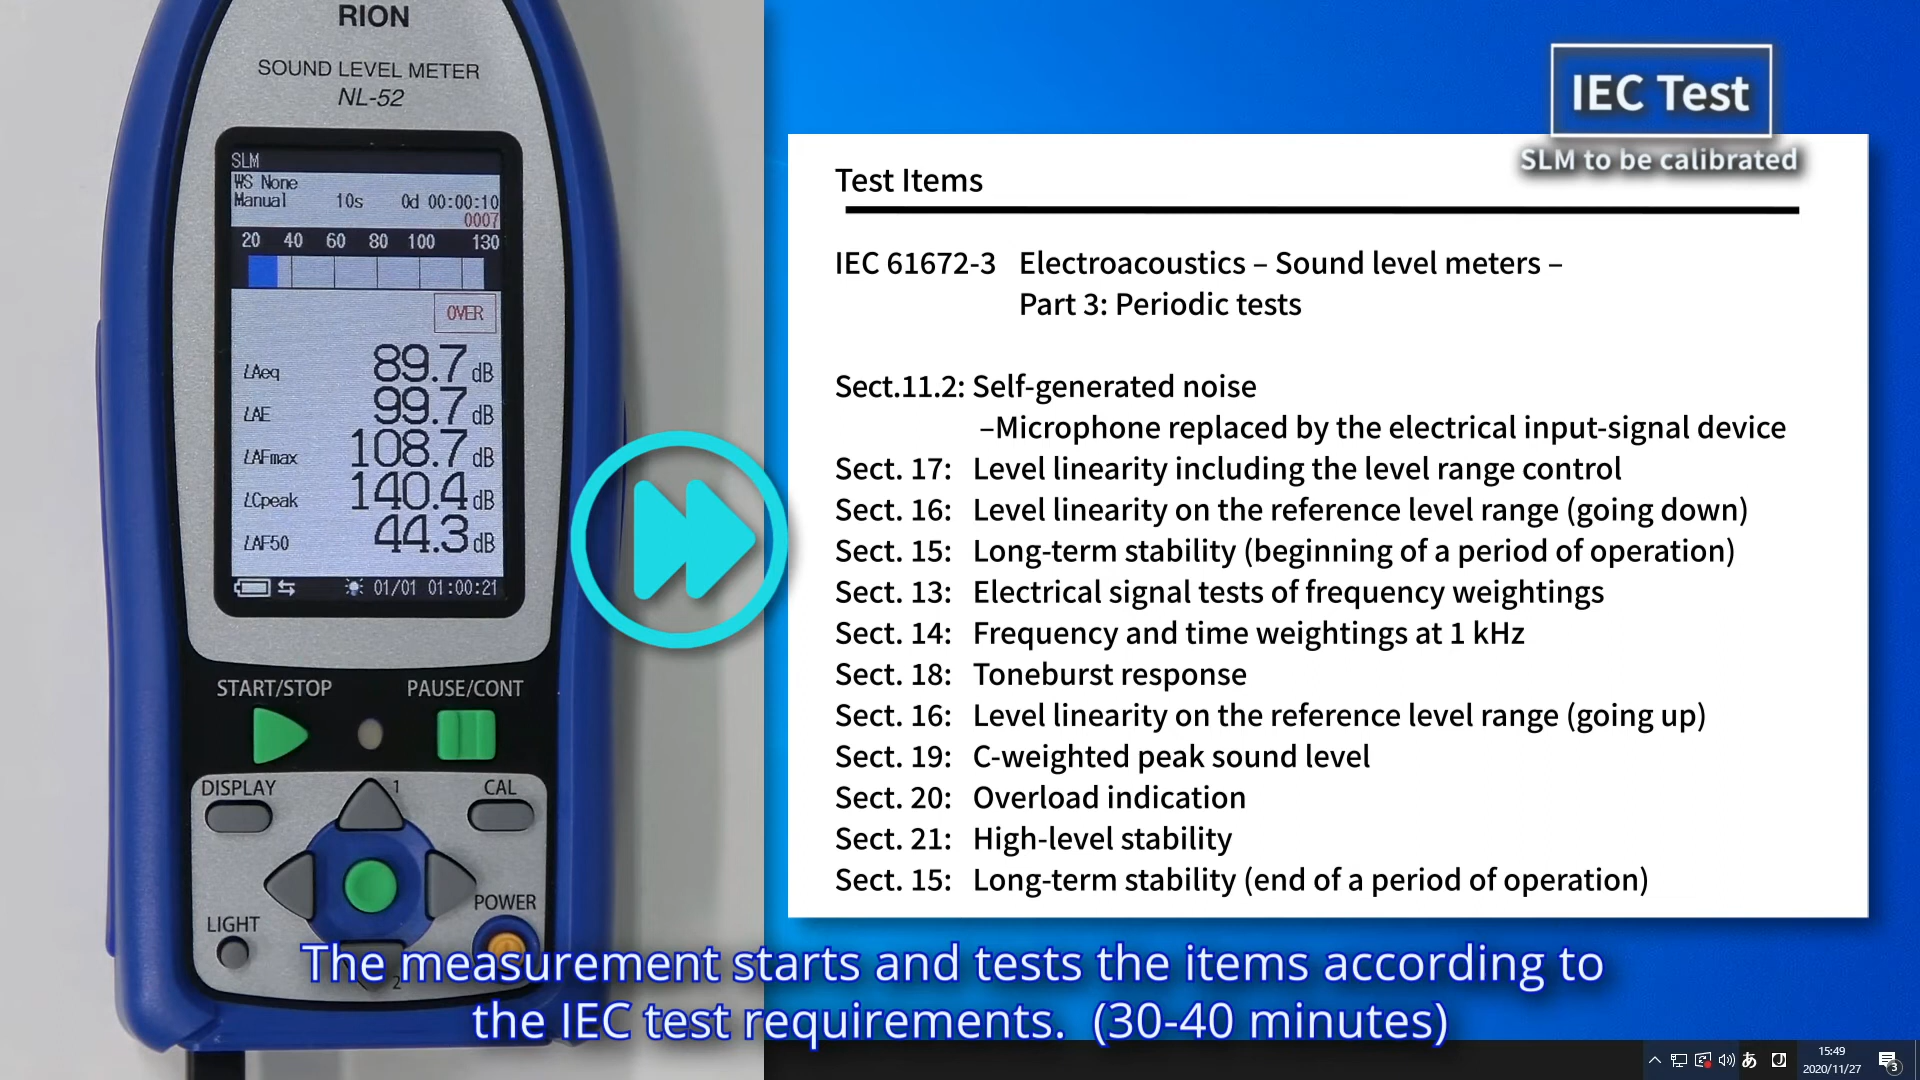 RION
SOUND LEVEL METER
NL-52
SLM
WS None
Manual 10s 0d 00:00:10
0007
20 40 60 80 100 130
OVER
LAeq 89.7 dB
LAE 99.7 dB
LAFmax 108.7 dB
LCpeak 140.4 dB
LAF50 44.3 dB
01/01 01:00:21
START/STOP PAUSE/CONT
DISPLAY 1 CAL
POWER
LIGHT
2
IEC Test
SLM to be calibrated
Test Items
IEC 61672-3 Electroacoustics – Sound level meters –
Part 3: Periodic tests
Sect.11.2: Self-generated noise
–Microphone replaced by the electrical input-signal device
Sect. 17: Level linearity including the level range control
Sect. 16: Level linearity on the reference level range (going down)
Sect. 15: Long-term stability (beginning of a period of operation)
Sect. 13: Electrical signal tests of frequency weightings
Sect. 14: Frequency and time weightings at 1 kHz
Sect. 18: Toneburst response
Sect. 16: Level linearity on the reference level range (going up)
Sect. 19: C-weighted peak sound level
Sect. 20: Overload indication
Sect. 21: High-level stability
Sect. 15: Long-term stability (end of a period of operation)
The measurement starts and tests the items according to
the IEC test requirements. (30-40 minutes)
あ
15:49
2020/11/27
3